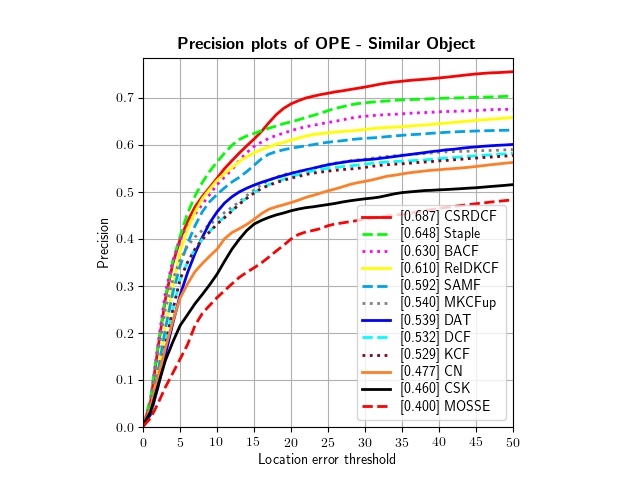 Precision plots of OPE - Similar Object
Precision
0.7
0.6
0.5
0.4
0.3
0.2
0.1
0.0
[0.687] CSRDCF
[0.648] Staple
[0.630] BACF
[0.610] RelDKCF
[0.592] SAMF
[0.540] MKCFup
[0.539] DAT
[0.532] DCF
[0.529] KCF
[0.477] CN
[0.460] CSK
[0.400] MOSSE
0 5 10 15 20 25 30 35 40 45 50
Location error threshold